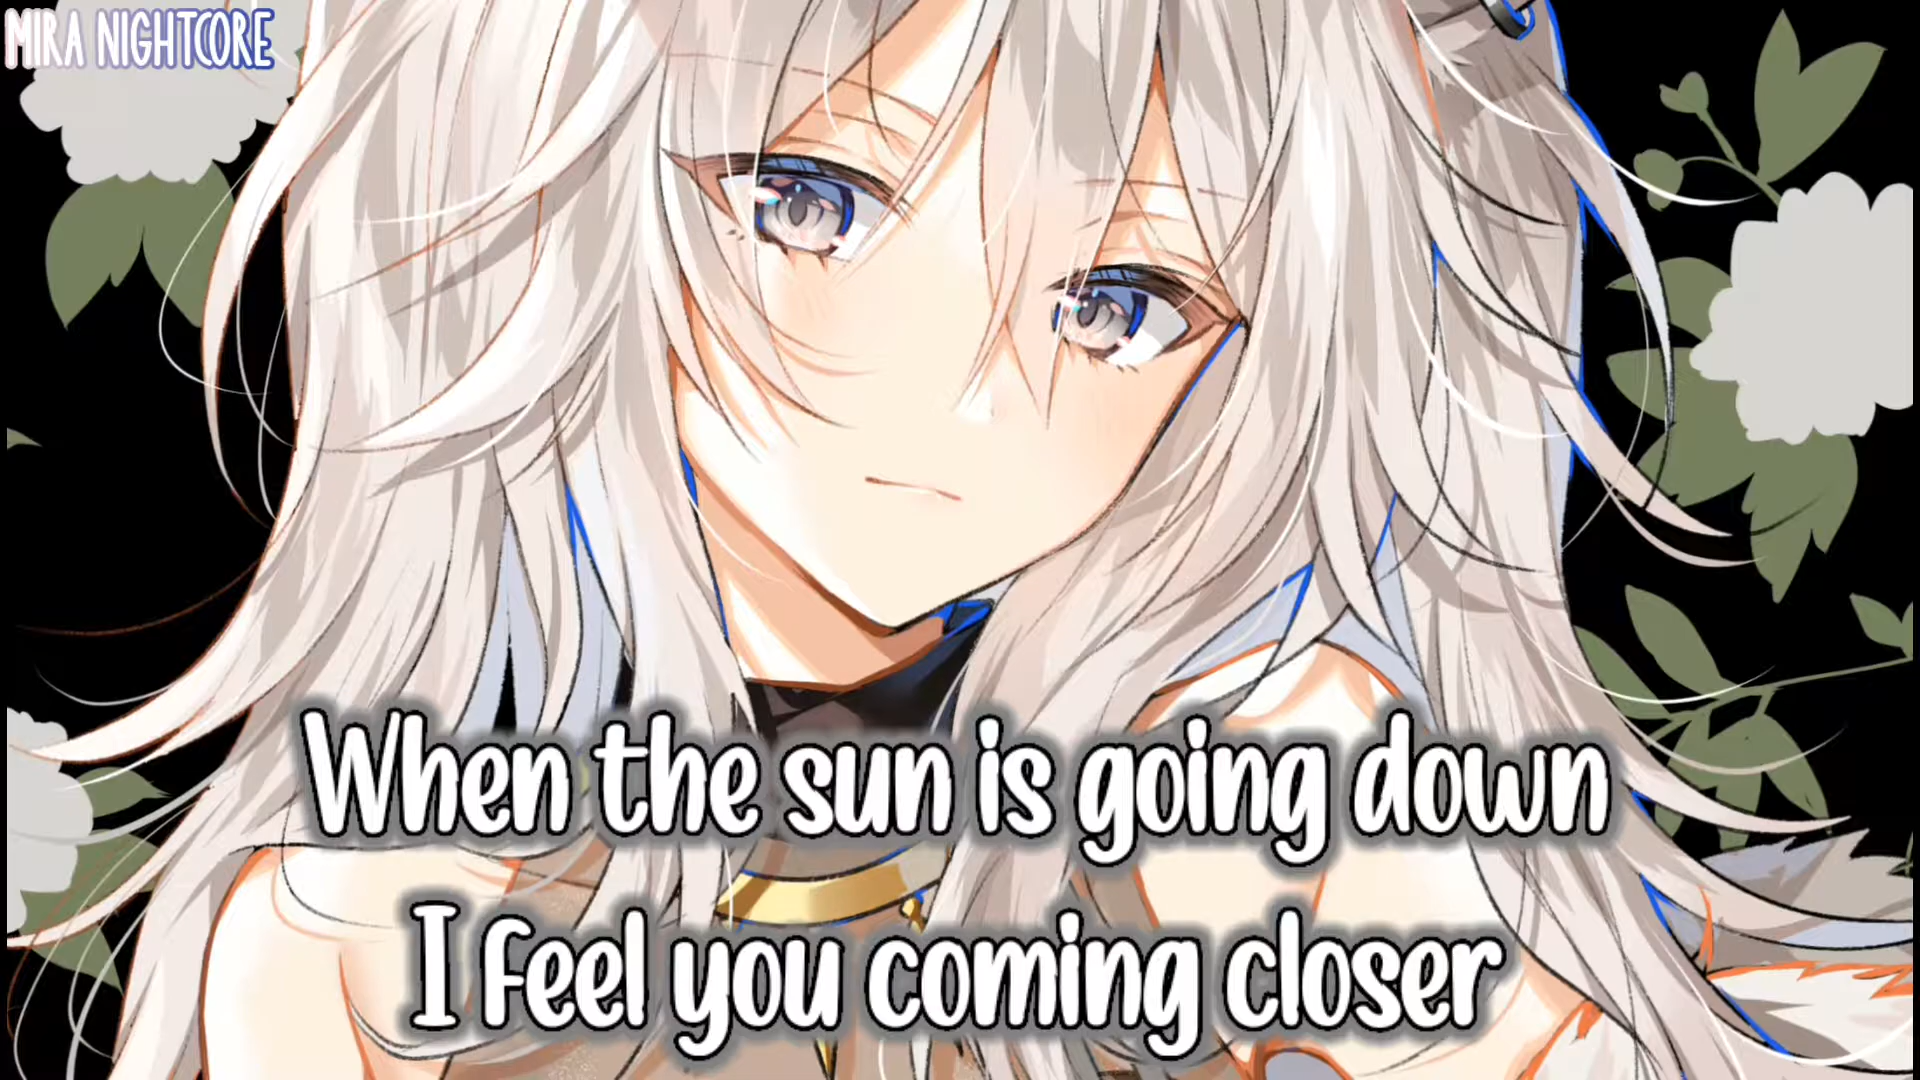 MIRA NIGHTCORE
When the sun is going down
I feel you coming closer